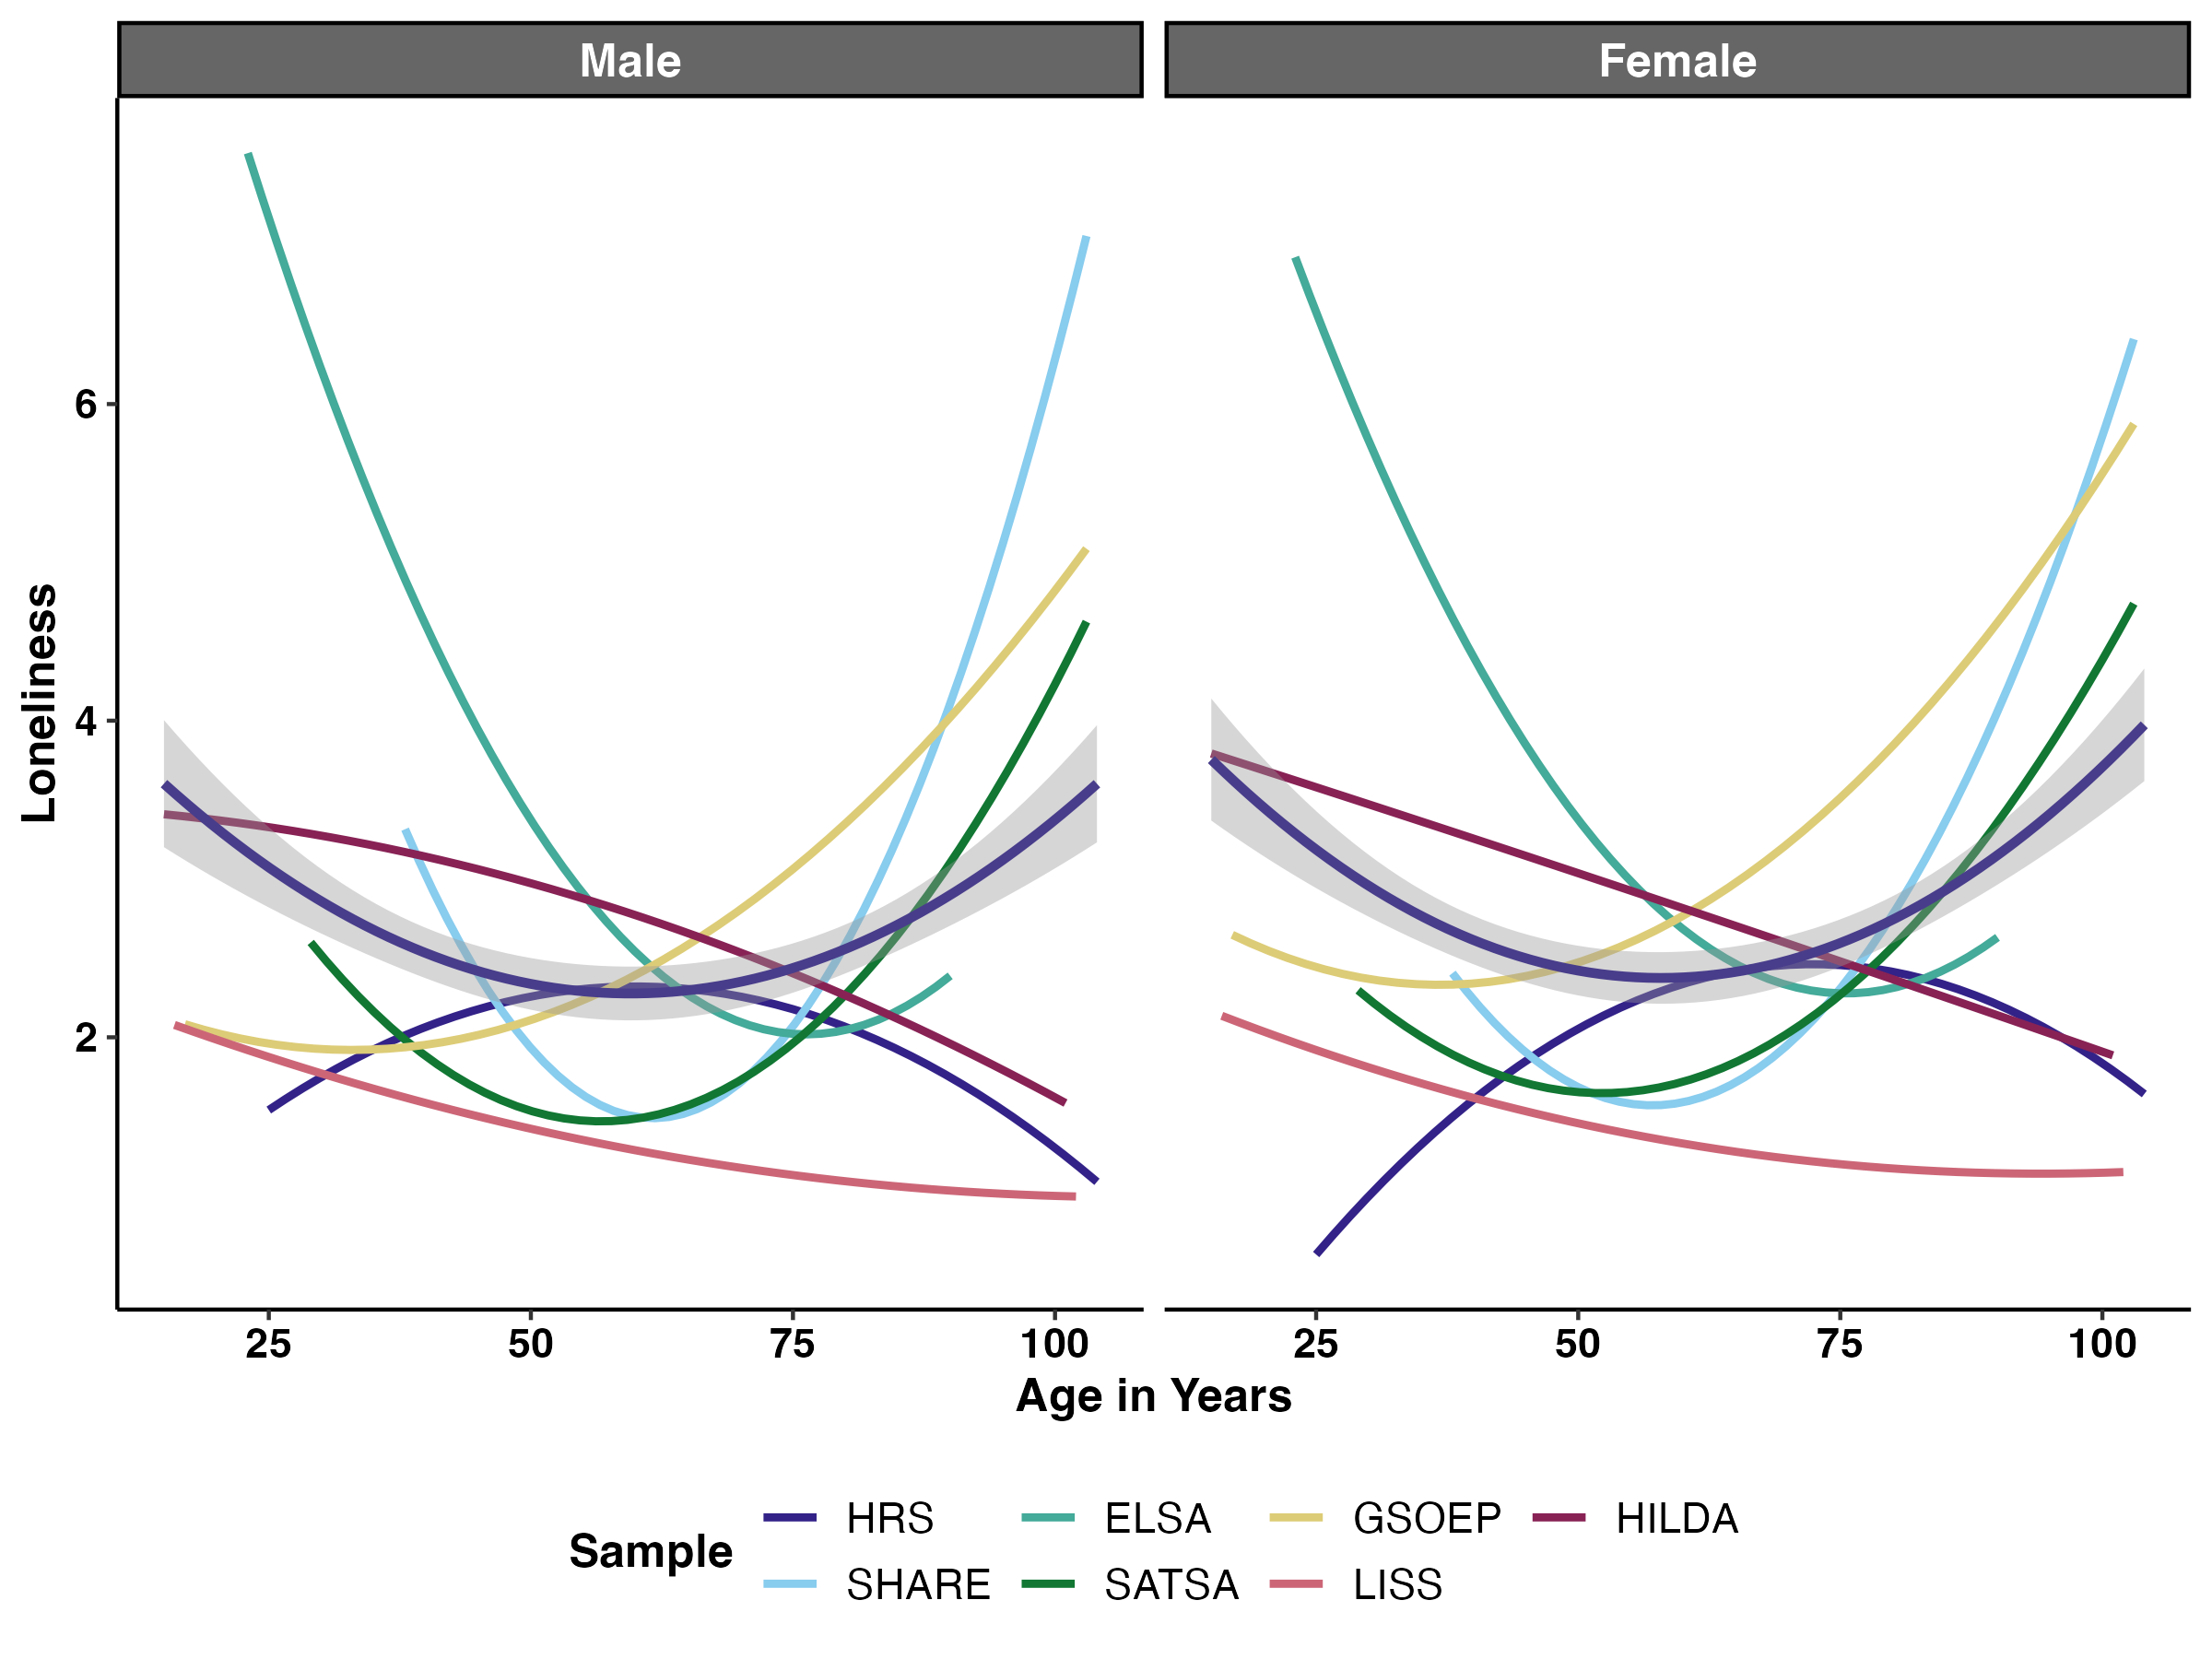 Male
Female
Loneliness
6
4
2
25 50 75 100
25 50 75 100
Age in Years
Sample
HRS ELSA GSOEP HILDA
SHARE SATSA LISS